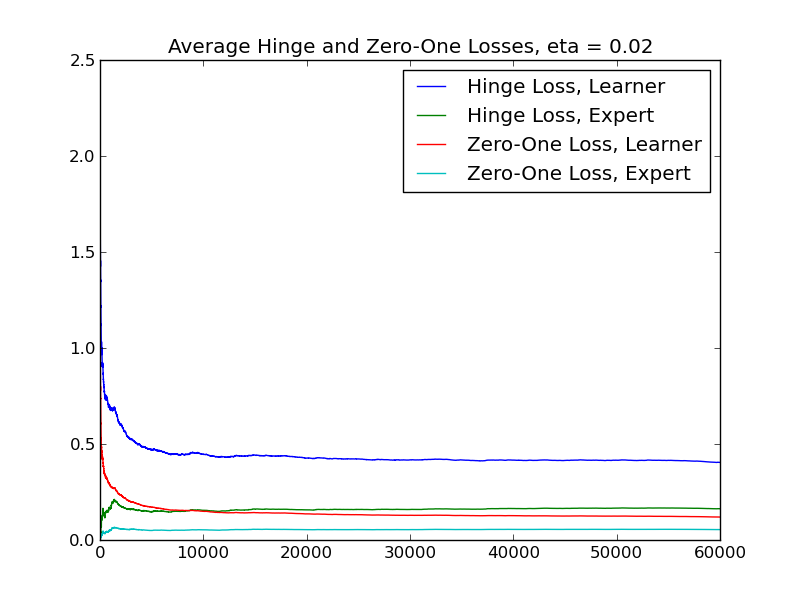 Average Hinge and Zero-One Losses, eta = 0.02
2.5
2.0
1.5
1.0
0.5
0.0
Hinge Loss, Learner
Hinge Loss, Expert
Zero-One Loss, Learner
Zero-One Loss, Expert
0
10000
20000
30000
40000
50000
60000